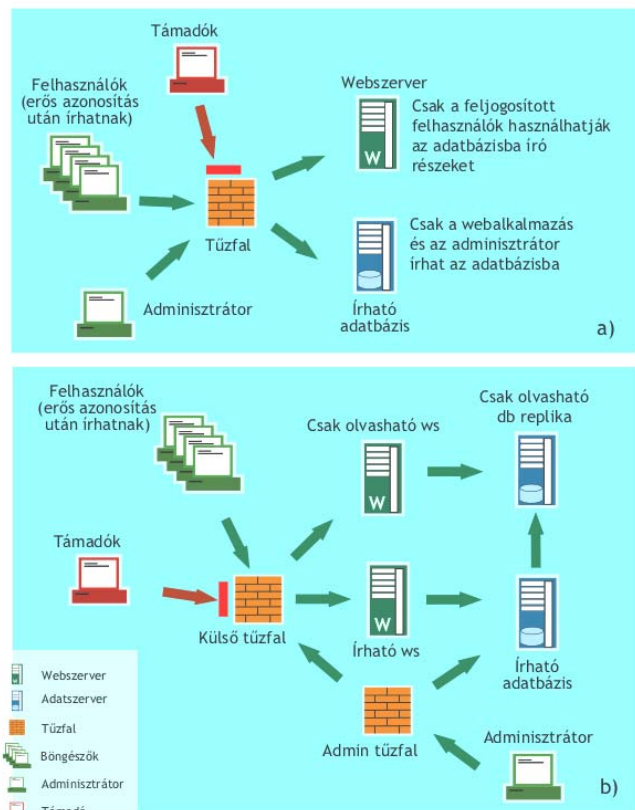 Támadók
Felhasználók
(erős azonosítás
után írhatnak)
Webszerver
Csak a feljogosított
felhasználók használhatják
az adatbázisba író
részeket
W
Tűzfal
Csak a webalkalmazás
és az adminisztrátor
írhat az adatbázisba
Adminisztrátor
Írható
adatbázis
a)
Felhasználók
(erős azonosítás
után írhatnak)
Csak olvasható ws
Csak olvasható
db replika
W
Támadók
W
Külső tűzfal
Írható ws
Írható
adatbázis
Admin tűzfal
Adminisztrátor
b)
Webszerver
Adatszerver
Tűzfal
Böngészők
Adminisztrátor